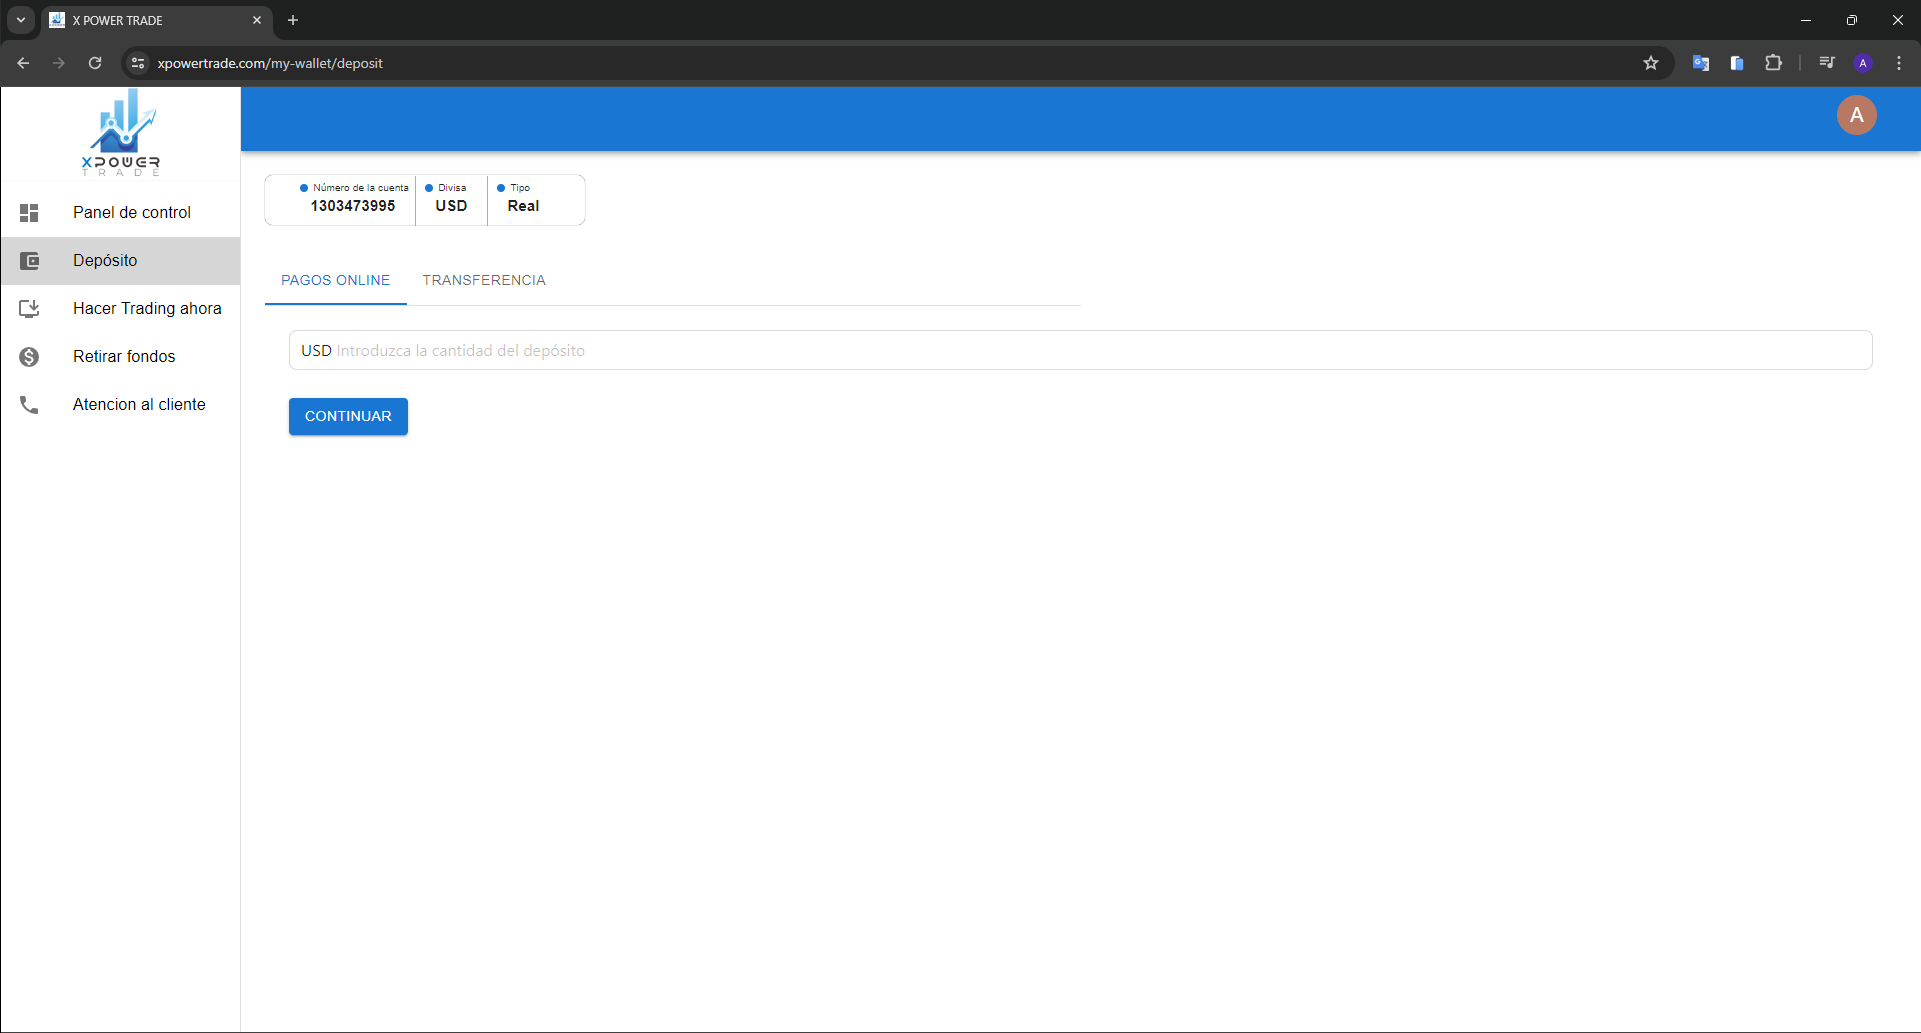 X POWER TRADE
xpowertrade.com/my-wallet/deposit
A
A
XPOWER
TRADE
Número de la cuenta
1303473995
Divisa
USD
Tipo
Real
Panel de control
Depósito
Hacer Trading ahora
Retirar fondos
Atencion al cliente
PAGOS ONLINE
TRANSFERENCIA
USD Introduzca la cantidad del depósito
CONTINUAR